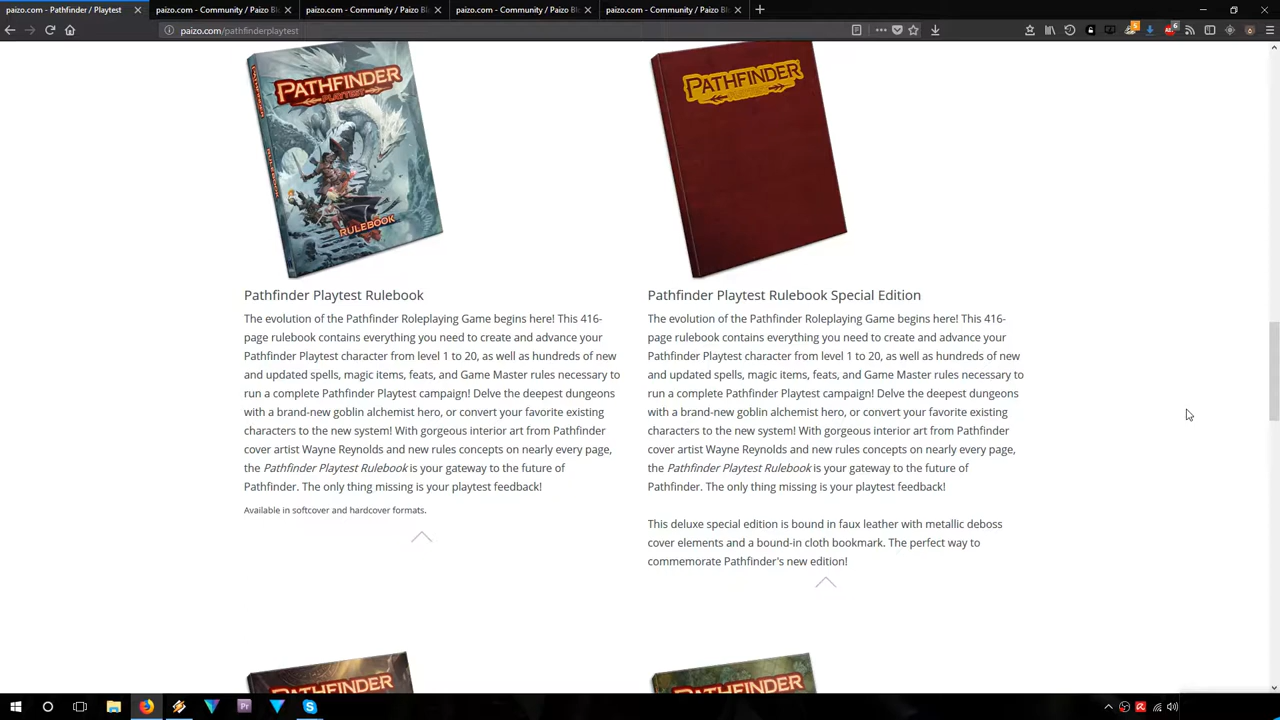 paizo.com - Pathfinder / Playtest
paizo.com - Community / Paizo Bl
paizo.com - Community / Paizo Bl
paizo.com - Community / Paizo Bl
paizo.com - Community / Paizo Bl
paizo.com/pathfinderplaytest
PATHFINDER
PLAYTEST
RULEBOOK
PATHFINDER
PLAYTEST
Pathfinder Playtest Rulebook
The evolution of the Pathfinder Roleplaying Game begins here! This 416-
page rulebook contains everything you need to create and advance your
Pathfinder Playtest character from level 1 to 20, as well as hundreds of new
and updated spells, magic items, feats, and Game Master rules necessary to
run a complete Pathfinder Playtest campaign! Delve the deepest dungeons
with a brand-new goblin alchemist hero, or convert your favorite existing
characters to the new system! With gorgeous interior art from Pathfinder
cover artist Wayne Reynolds and new rules concepts on nearly every page,
the Pathfinder Playtest Rulebook is your gateway to the future of
Pathfinder. The only thing missing is your playtest feedback!
Available in softcover and hardcover formats.
Pathfinder Playtest Rulebook Special Edition
The evolution of the Pathfinder Roleplaying Game begins here! This 416-
page rulebook contains everything you need to create and advance your
Pathfinder Playtest character from level 1 to 20, as well as hundreds of new
and updated spells, magic items, feats, and Game Master rules necessary to
run a complete Pathfinder Playtest campaign! Delve the deepest dungeons
with a brand-new goblin alchemist hero, or convert your favorite existing
characters to the new system! With gorgeous interior art from Pathfinder
cover artist Wayne Reynolds and new rules concepts on nearly every page,
the Pathfinder Playtest Rulebook is your gateway to the future of
Pathfinder. The only thing missing is your playtest feedback!
This deluxe special edition is bound in faux leather with metallic deboss
cover elements and a bound-in cloth bookmark. The perfect way to
commemorate Pathfinder's new edition!
PATHFINDER
PATHFINDER